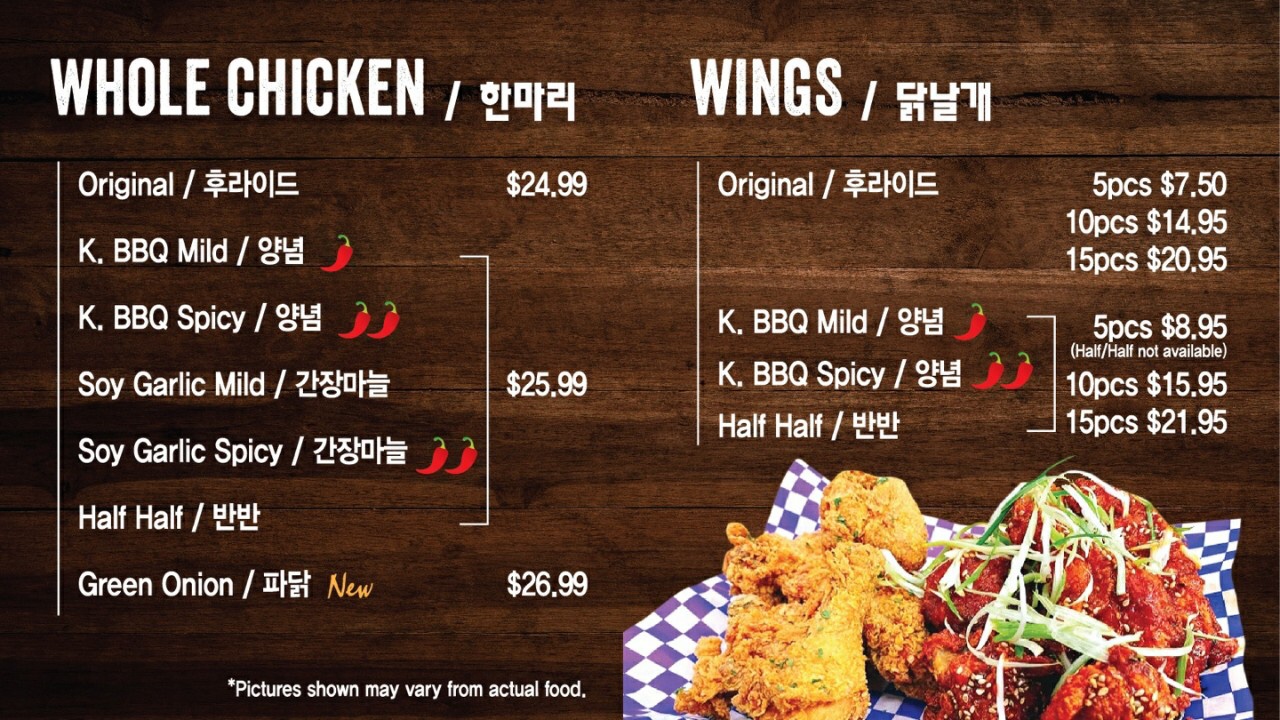 WHOLE CHICKEN / 한마리
Original / 후라이드 $24.99
K. BBQ Mild / 양념
K. BBQ Spicy / 양념
Soy Garlic Mild / 간장마늘 $25.99
Soy Garlic Spicy / 간장마늘
Half Half / 반반
Green Onion / 파닭 New $26.99
*Pictures shown may vary from actual food.
WINGS / 닭날개
Original / 후라이드 5pcs $7.50
10pcs $14.95
15pcs $20.95
K. BBQ Mild / 양념 5pcs $8.95
(Half/Half not available)
K. BBQ Spicy / 양념 10pcs $15.95
Half Half / 반반 15pcs $21.95